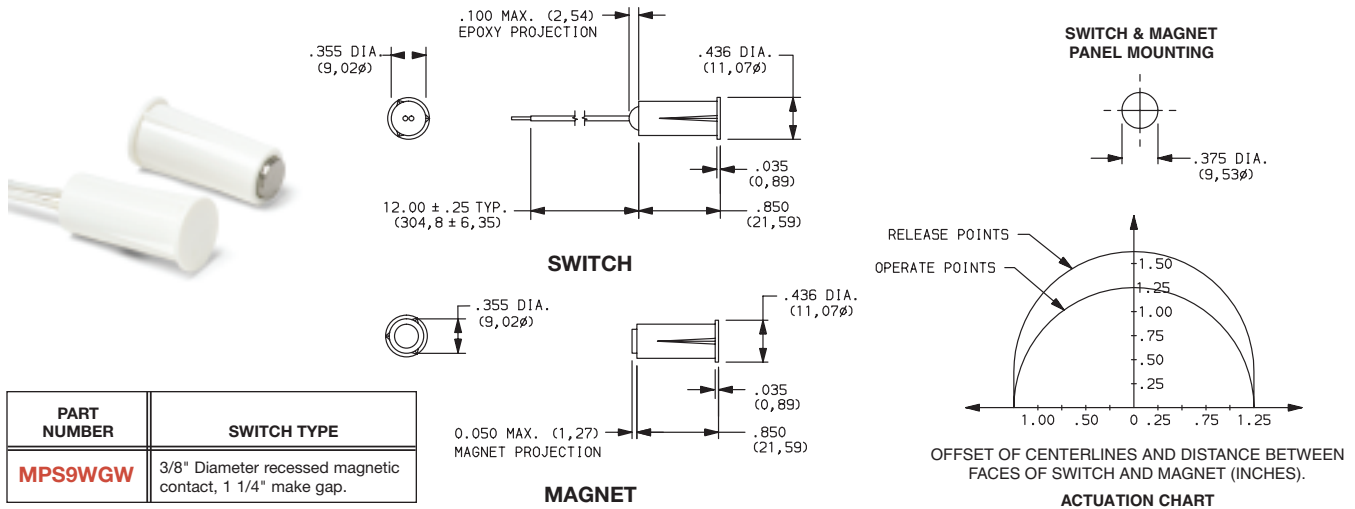 .100 MAX. (2,54)
EPOXY PROJECTION
.355 DIA.
(9,02ø)
.436 DIA.
(11,07ø)
.035
(0,89)
12.00 ± .25 TYP.
(304,8 ± 6,35)
.850
(21,59)
SWITCH
.355 DIA.
(9,02ø)
.436 DIA.
(11,07ø)
.035
(0,89)
0.050 MAX. (1,27)
MAGNET PROJECTION
.850
(21,59)
MAGNET
PART
NUMBER
SWITCH TYPE
MPS9WGW
3/8" Diameter recessed magnetic
contact, 1 1/4" make gap.
SWITCH & MAGNET
PANEL MOUNTING
.375 DIA.
(9,53ø)
RELEASE POINTS
OPERATE POINTS
1.50
1.25
1.00
.75
.50
.25
1.00 .50 0 .25 .75 1.25
OFFSET OF CENTERLINES AND DISTANCE BETWEEN
FACES OF SWITCH AND MAGNET (INCHES).
ACTUATION CHART